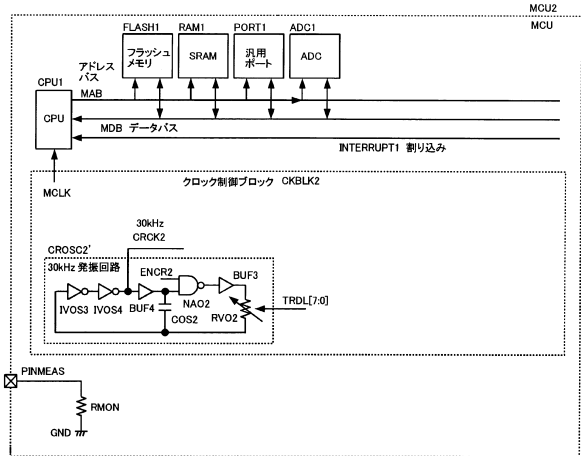 MCU2
MCU
FLASH1
RAM1
PORT1
ADC1
フラッシュ
メモリ
SRAM
汎用
ポート
ADC
アドレス
バス
MAB
CPU1
CPU
MDB データバス
INTERRUPT1 割り込み
MCLK
クロック制御ブロック CKBLK2
30kHz
CRCK2
CROSC2'
30kHz 発振回路
ENCR2
BUF3
IVOS3
IVOS4
BUF4
NAO2
COS2
RVO2
TRDL[7:0]
PINMEAS
RMON
GND